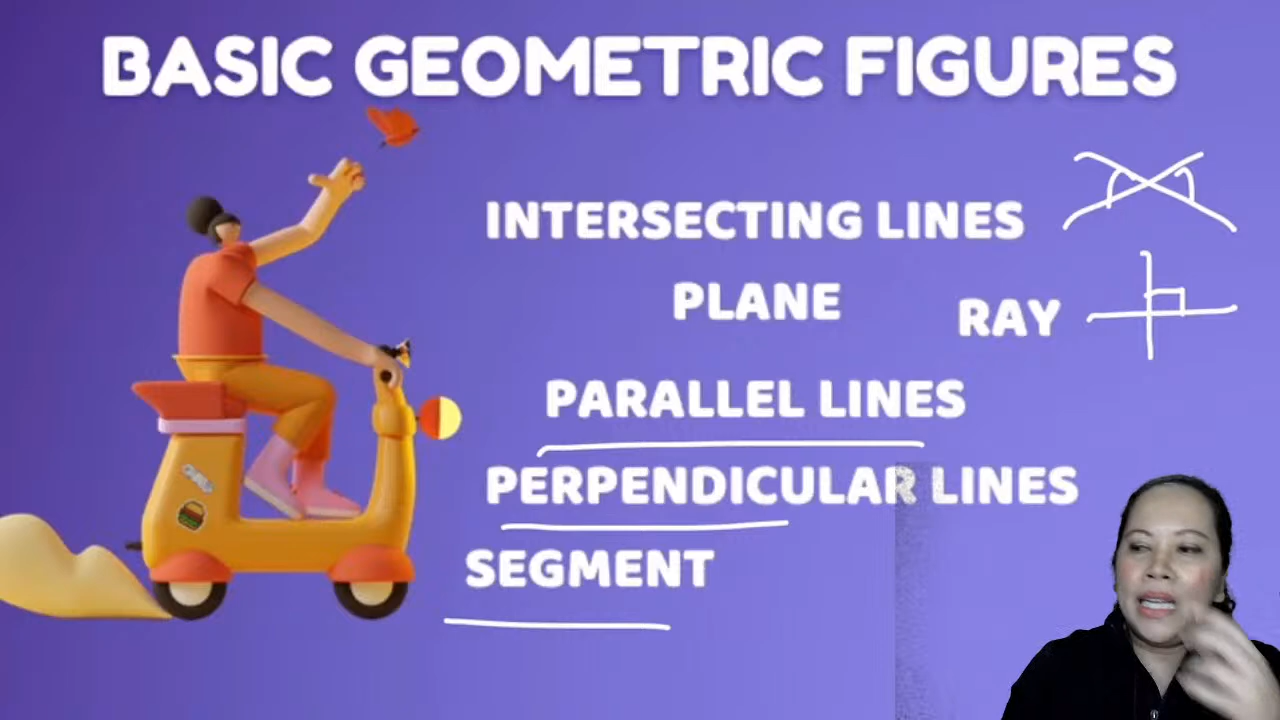 BASIC GEOMETRIC FIGURES
INTERSECTING LINES
PLANE
RAY
PARALLEL LINES
PERPENDICULAR LINES
SEGMENT